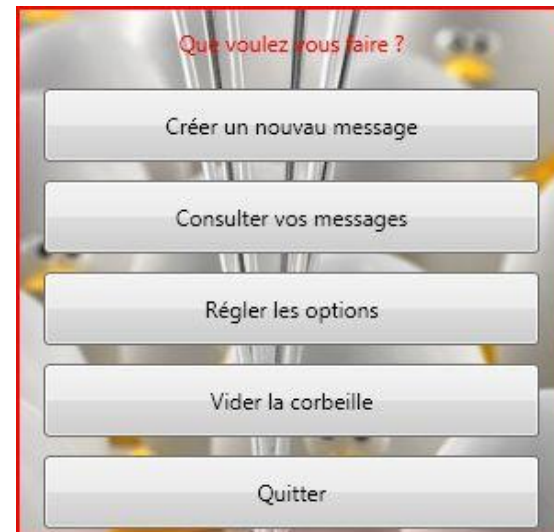 Que voulez vous faire ?
Créer un nouvau message
Consulter vos messages
Régler les options
Vider la corbeille
Quitter